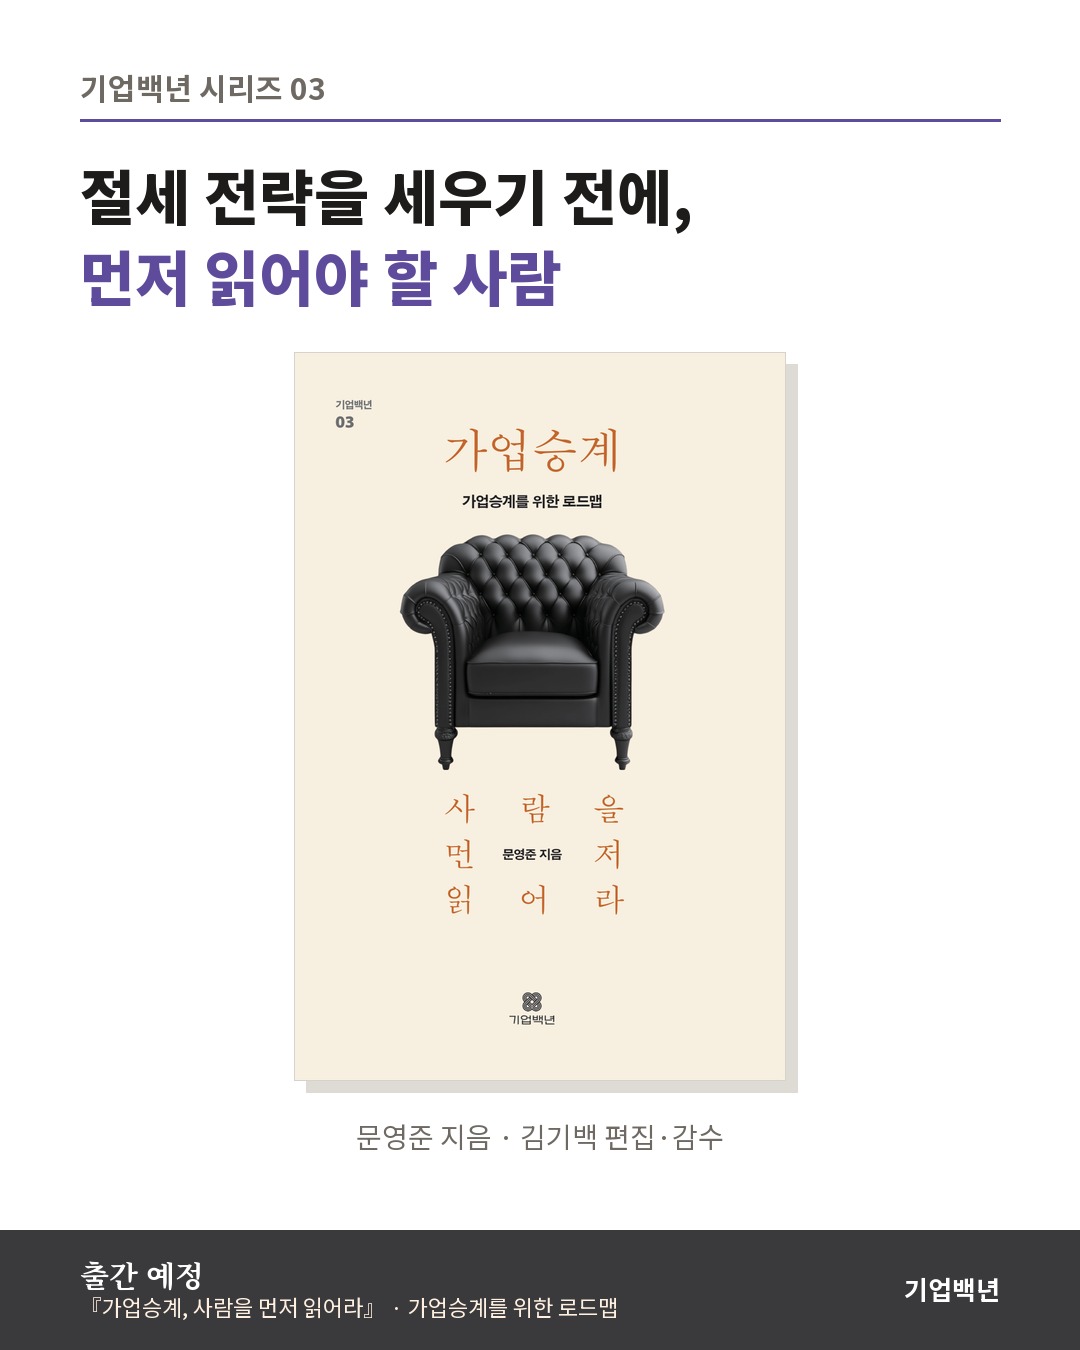 기업백년 시리즈 03
절세 전략을 세우기 전에,
먼저 읽어야 할 사람
기업백년
03
가업승계
가업승계를 위한 로드맵
사 람 을
먼 문영준 지음 저
읽 어 라
기업백년
문영준 지음 · 김기백 편집·감수
출간 예정
『가업승계, 사람을 먼저 읽어라』 · 가업승계를 위한 로드맵
기업백년